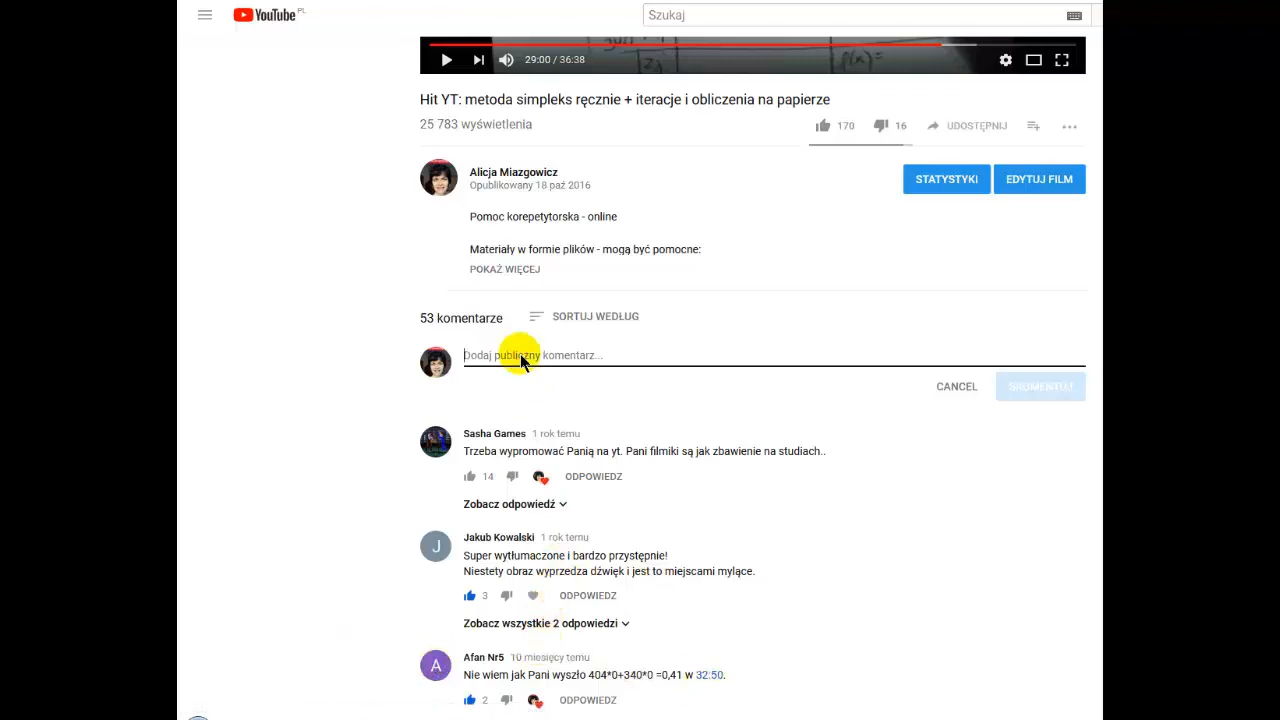 YouTube PL
Szukaj
29:00 / 36:38
Hit YT: metoda simpleks ręcznie + iteracje i obliczenia na papierze
25 783 wyświetlenia
170
16
UDOSTĘPNIJ
Alicja Miazgowicz
Opublikowany 18 paź 2016
STATYSTYKI
EDYTUJ FILM
Pomoc korepetytorska - online
Materiały w formie plików - mogą być pomocne:
POKAŻ WIĘCEJ
53 komentarze
SORTUJ WEDŁUG
Dodaj publiczny komentarz...
CANCEL
SKOMENTUJ
Sasha Games 1 rok temu
Trzeba wypromować Panią na yt. Pani filmiki są jak zbawienie na studiach..
14
ODPOWIEDZ
Zobacz odpowiedź
J
Jakub Kowalski 1 rok temu
Super wytłumaczone i bardzo przystępnie!
Niestety obraz wyprzedza dźwięk i jest to miejscami mylące.
3
ODPOWIEDZ
Zobacz wszystkie 2 odpowiedzi
A
Afan Nr5 10 miesięcy temu
Nie wiem jak Pani wyszło 404*0+340*0 =0,41 w 32:50.
2
ODPOWIEDZ